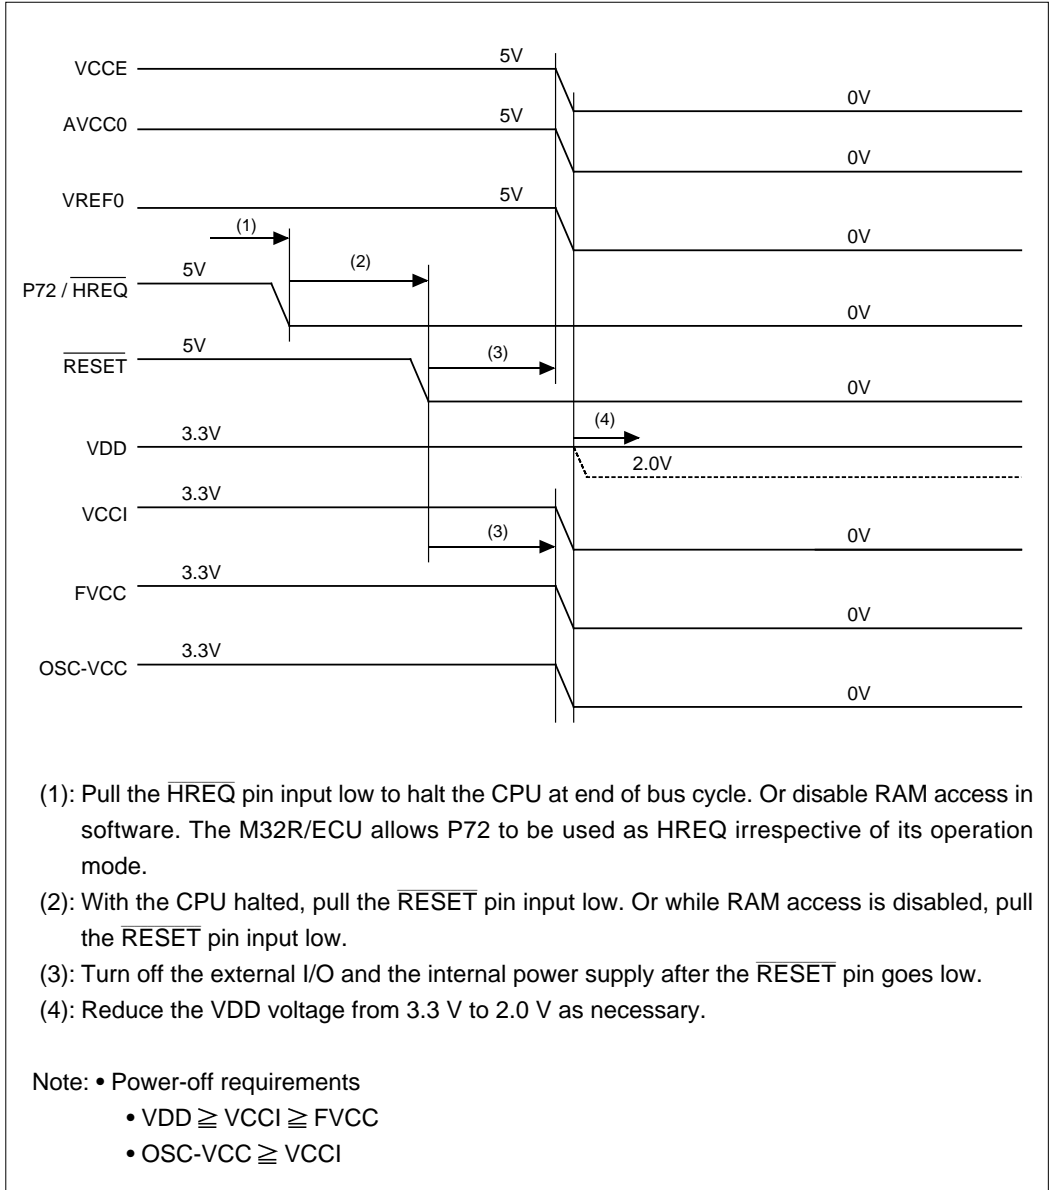 VCCE 5V 0V
AVCC0 5V 0V
VREF0 5V 0V
(1)
P72 / HREQ 5V (2) 0V
RESET 5V (3) 0V
VDD 3.3V (4)
2.0V
VCCI 3.3V (3) 0V
FVCC 3.3V 0V
OSC-VCC 3.3V 0V
(1): Pull the HREQ pin input low to halt the CPU at end of bus cycle. Or disable RAM access in
software. The M32R/ECU allows P72 to be used as HREQ irrespective of its operation
mode.
(2): With the CPU halted, pull the RESET pin input low. Or while RAM access is disabled, pull
the RESET pin input low.
(3): Turn off the external I/O and the internal power supply after the RESET pin goes low.
(4): Reduce the VDD voltage from 3.3 V to 2.0 V as necessary.
Note: • Power-off requirements
• VDD ≧ VCCI ≧ FVCC
• OSC-VCC ≧ VCCI